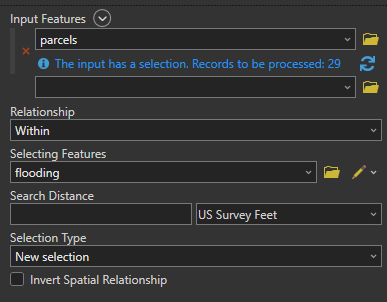 Input Features
parcels
The input has a selection. Records to be processed: 29
Relationship
Within
Selecting Features
flooding
Search Distance
US Survey Feet
Selection Type
New selection
Invert Spatial Relationship